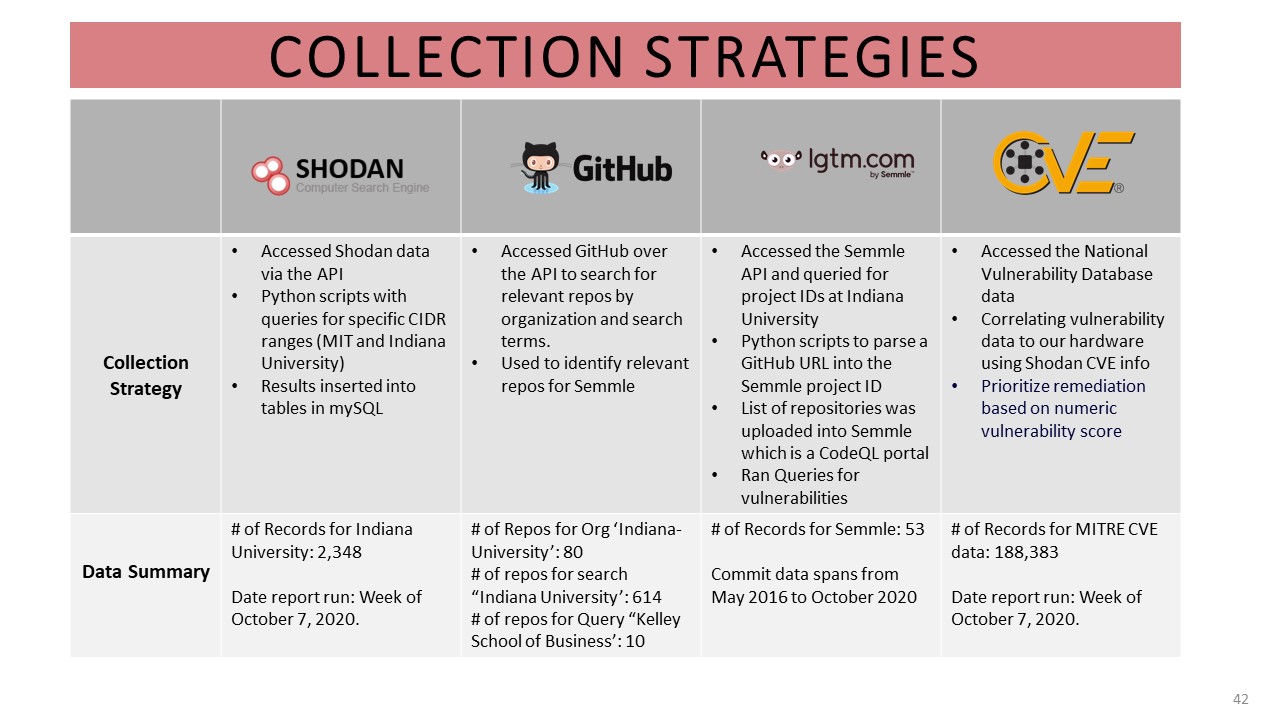 COLLECTION STRATEGIES
SHODAN
Computer Search Engine
GitHub
lgtm.com
by Semmle™
CVE®
Collection
Strategy
• Accessed Shodan data
via the API
• Python scripts with
queries for specific CIDR
ranges (MIT and Indiana
University)
• Results inserted into
tables in mySQL
• Accessed GitHub over
the API to search for
relevant repos by
organization and search
terms.
• Used to identify relevant
repos for Semmle
• Accessed the Semmle
API and queried for
project IDs at Indiana
University
• Python scripts to parse a
GitHub URL into the
Semmle project ID
• List of repositories was
uploaded into Semmle
which is a CodeQL portal
• Ran Queries for
vulnerabilities
• Accessed the National
Vulnerability Database
data
• Correlating vulnerability
data to our hardware
using Shodan CVE info
• Prioritize remediation
based on numeric
vulnerability score
Data Summary
# of Records for Indiana
University: 2,348
Date report run: Week of
October 7, 2020.
# of Repos for Org ‘Indiana-
University’: 80
# of repos for search
“Indiana University’: 614
# of repos for Query “Kelley
School of Business’: 10
# of Records for Semmle: 53
Commit data spans from
May 2016 to October 2020
# of Records for MITRE CVE
data: 188,383
Date report run: Week of
October 7, 2020.
42